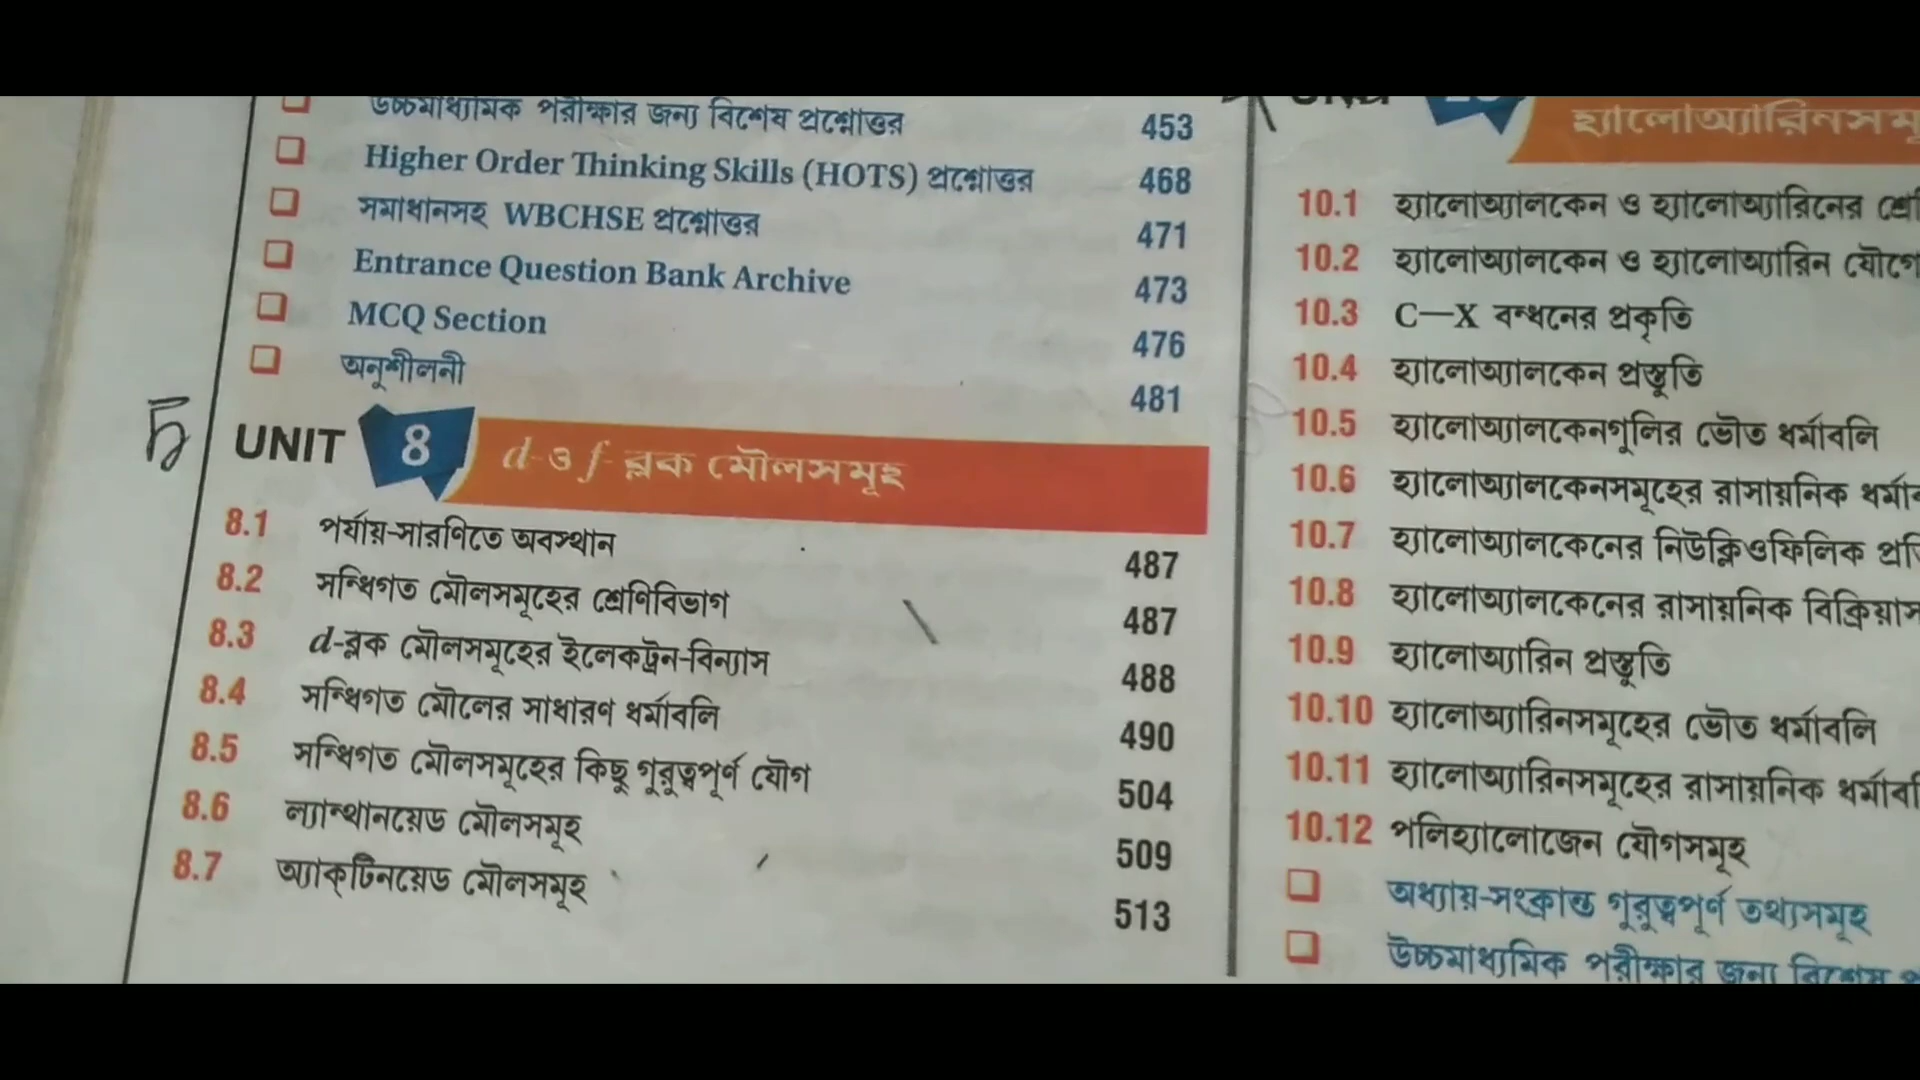 উচ্চমাধ্যমিক পরীক্ষার জন্য বিশেষ প্রশ্নোত্তর 453
Higher Order Thinking Skills (HOTS) প্রশ্নোত্তর 468
সমাধানসহ WBCHSE প্রশ্নোত্তর 471
Entrance Question Bank Archive 473
MCQ Section 476
অনুশীলনী 481
UNIT 8 d-ও f-ব্লক মৌলসমূহ
8.1 পর্যায়-সারণিতে অবস্থান 487
8.2 সন্ধিগত মৌলসমূহের শ্রেণিবিভাগ 487
8.3 d-ব্লক মৌলসমূহের ইলেকট্রন-বিন্যাস 488
8.4 সন্ধিগত মৌলের সাধারণ ধর্মাবলি 490
8.5 সন্ধিগত মৌলসমূহের কিছু গুরুত্বপূর্ণ যৌগ 504
8.6 ল্যান্থানয়েড মৌলসমূহ 509
8.7 অ্যাক্‌টিনয়েড মৌলসমূহ 513
10.1 হ্যালোঅ্যালকেন ও হ্যালোঅ্যারিনের
10.2 হ্যালোঅ্যালকেন ও হ্যালোঅ্যারিন
10.3 C—X বন্ধনের প্রকৃতি
10.4 হ্যালোঅ্যালকেন প্রস্তুতি
10.5 হ্যালোঅ্যালকেনগুলির ভৌত ধর্মাবলি
10.6 হ্যালোঅ্যালকেনসমূহের রাসায়নিক
10.7 হ্যালোঅ্যালকেনের নিউক্লিওফিলিক
10.8 হ্যালোঅ্যালকেনের রাসায়নিক
10.9 হ্যালোঅ্যারিন প্রস্তুতি
10.10 হ্যালোঅ্যারিনসমূহের ভৌত ধর্মাবলি
10.11 হ্যালোঅ্যারিনসমূহের রাসায়নিক
10.12 পলিহ্যালোজেন যৌগসমূহ
অধ্যায়-সংক্রান্ত গুরুত্বপূর্ণ তথ্যসমূহ
উচ্চমাধ্যমিক পরীক্ষার জন্য